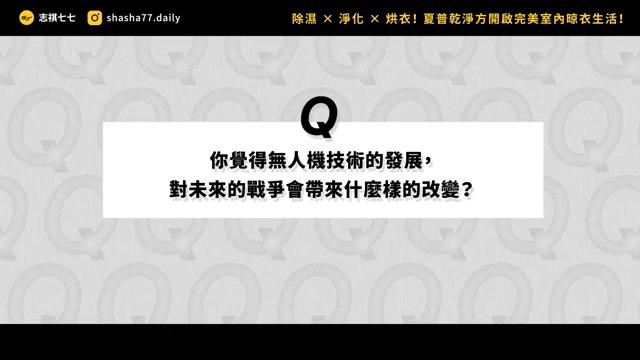 志祺七七 shasha77.daily 除濕 × 淨化 × 烘衣！夏普乾淨方開啟完美室內晾衣生活！
Q
你覺得無人機技術的發展，
對未來的戰爭會帶來什麼樣的改變？